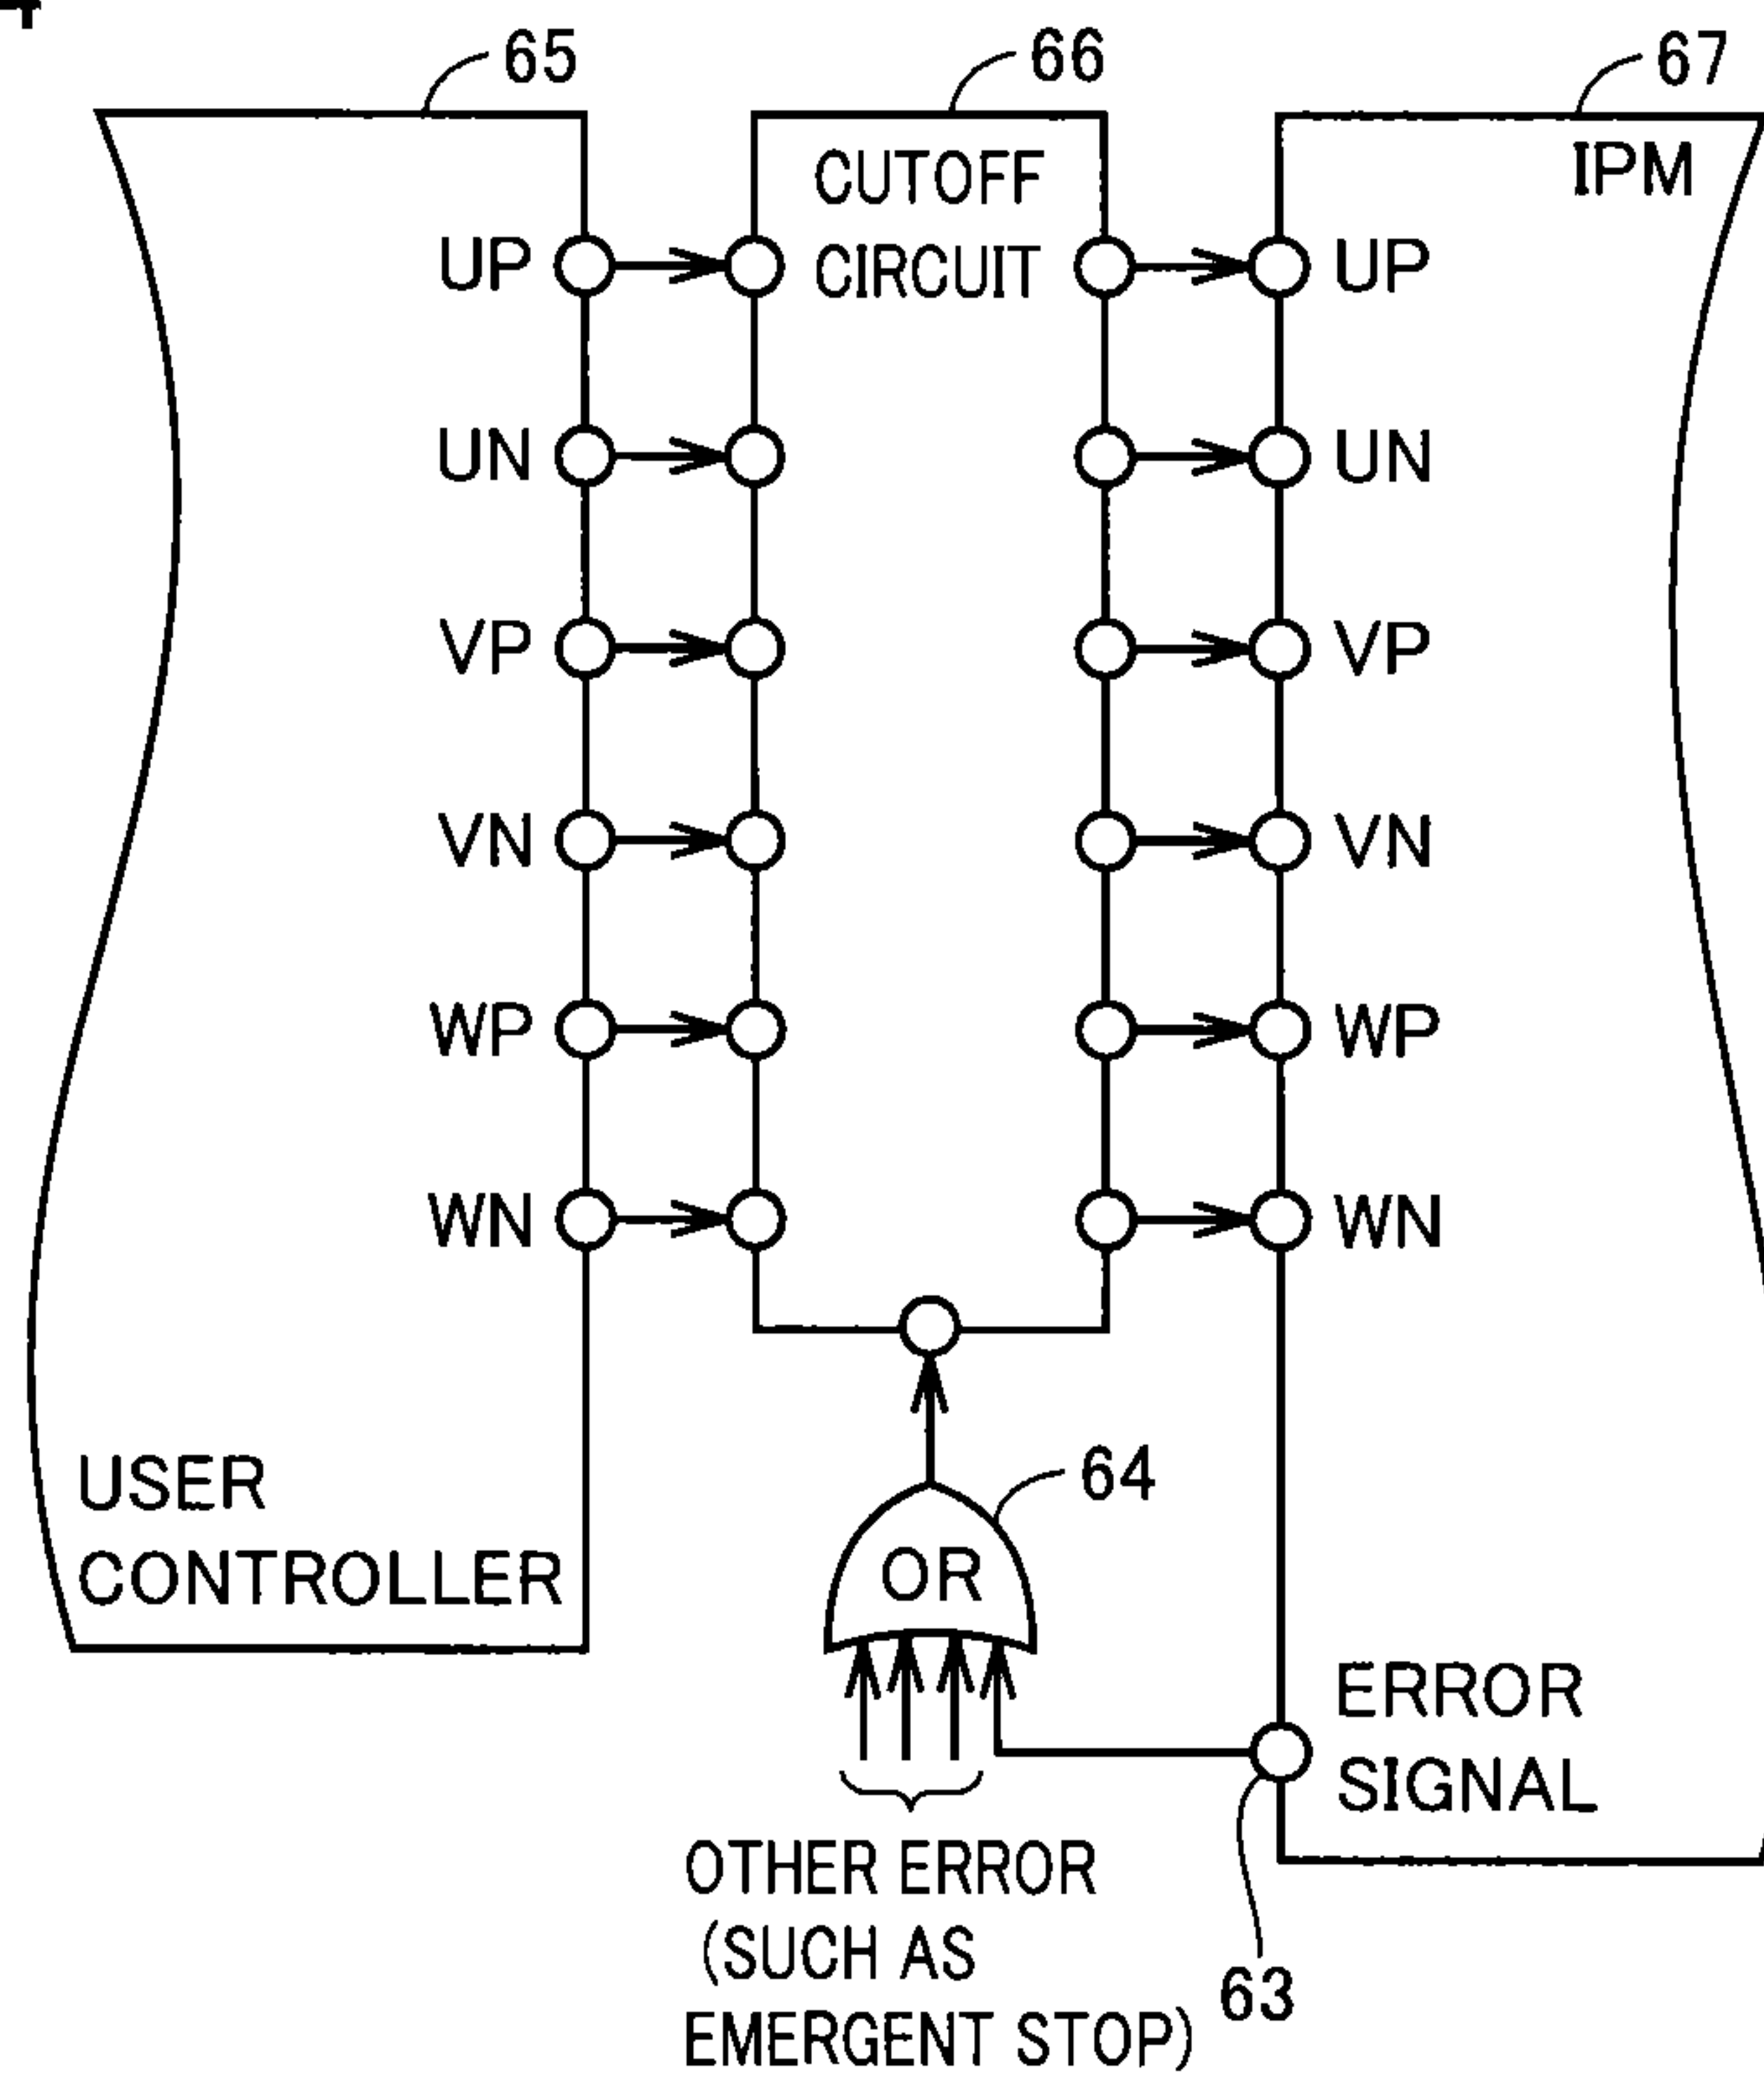 65
66
67
CUTOFF
CIRCUIT
IPM
UP
UP
UN
UN
VP
VP
VN
VN
WP
WP
WN
WN
64
OR
USER
CONTROLLER
ERROR
SIGNAL
OTHER ERROR
(SUCH AS
EMERGENT STOP)
63